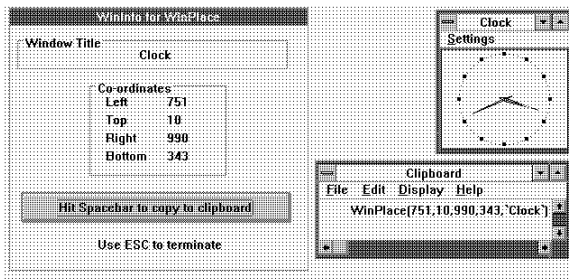 WinInfo for WinPlace
Window Title
Clock
Co-ordinates
Left 751
Top 10
Right 990
Bottom 343
Hit Spacebar to copy to clipboard
Use ESC to terminate
Clock
Settings
Clipboard
File Edit Display Help
WinPlace(751,10,990,343,`Clock`)